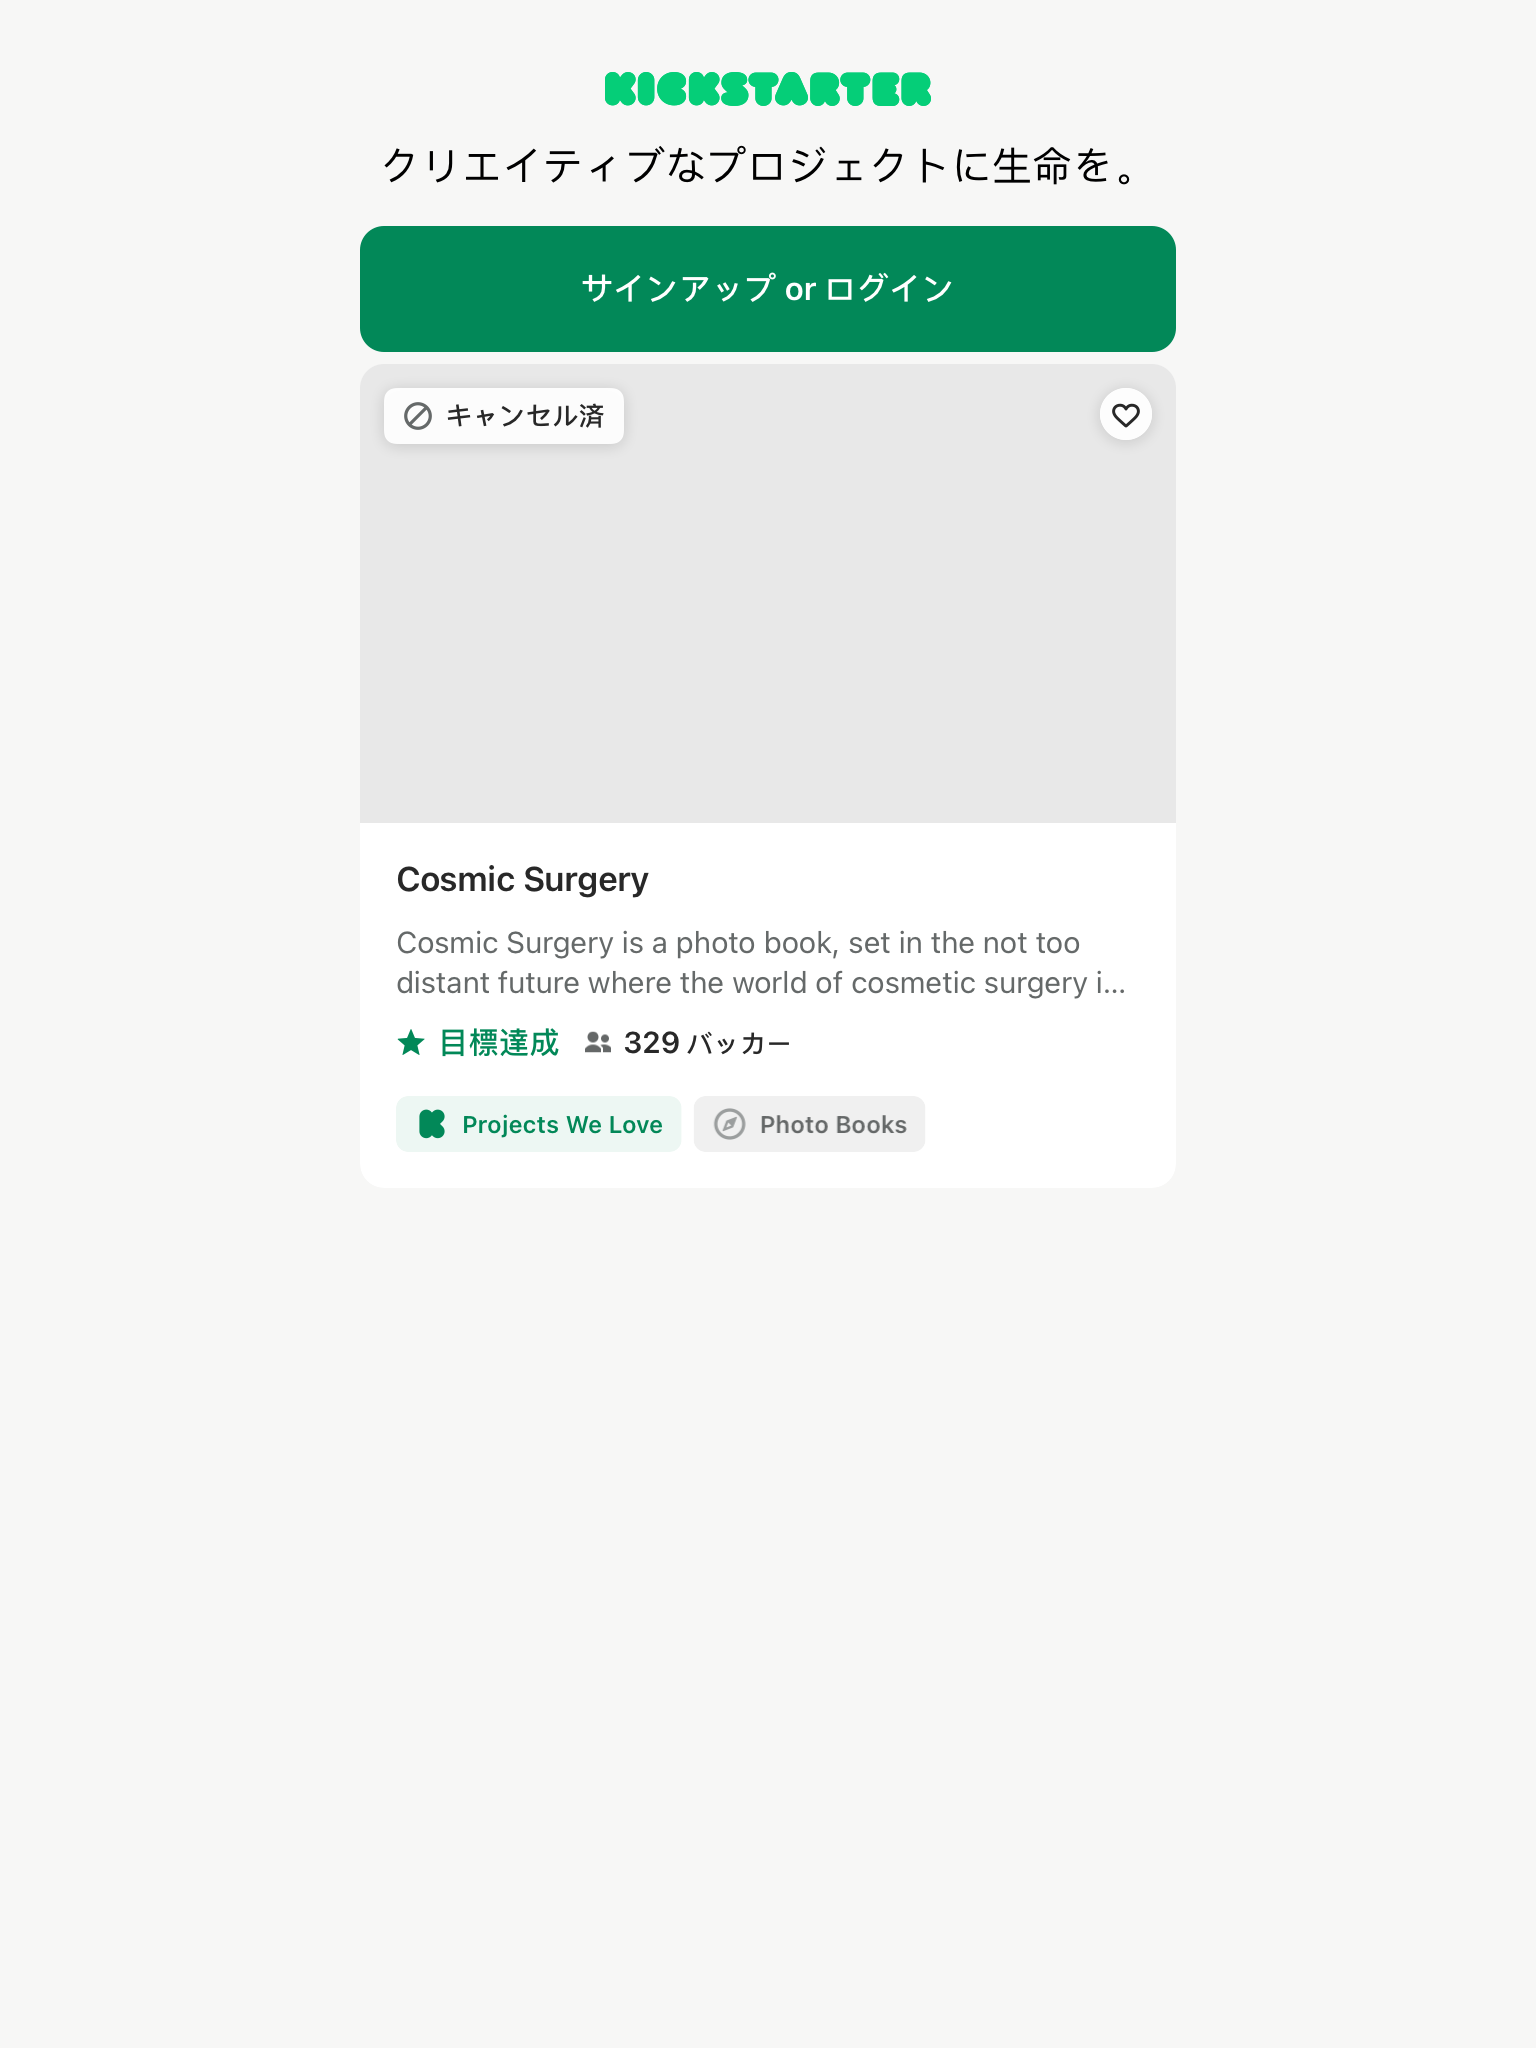 KICKSTARTER
クリエイティブなプロジェクトに生命を。
サインアップ or ログイン
キャンセル済
Cosmic Surgery
Cosmic Surgery is a photo book, set in the not too
distant future where the world of cosmetic surgery i...
目標達成 329 バッカー
Projects We Love Photo Books